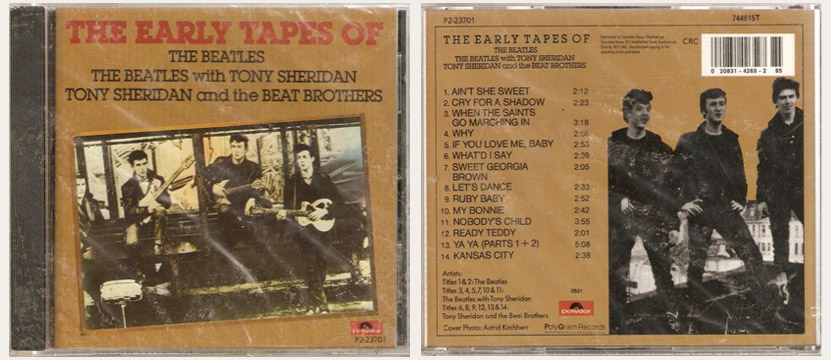 THE EARLY TAPES OF
THE BEATLES
THE BEATLES with TONY SHERIDAN
TONY SHERIDAN and the BEAT BROTHERS
polydor
P2-23701
P2-23701
744615T
THE EARLY TAPES OF
THE BEATLES
THE BEATLES with TONY SHERIDAN
TONY SHERIDAN and the BEAT BROTHERS
CRC
0 20831-4265-2 85
1. AIN'T SHE SWEET 2:12
2. CRY FOR A SHADOW 2:23
3. WHEN THE SAINTS
GO MARCHING IN 3:18
4. WHY
5. IF YOU LOVE ME, BABY 2:53
6. WHAT'D I SAY 2:39
7. SWEET GEORGIA 2:05
BROWN
8. LET'S DANCE 2:33
9. RUBY BABY 2:52
10. MY BONNIE 2:42
11. NOBODY'S CHILD 3:55
12. READY TEDDY 2:01
13. YA YA (PARTS 1 + 2) 5:08
14. KANSAS CITY 2:38
Artists:
Titles 1 & 2: The Beatles
Titles 3, 4, 5, 7, 10 & 11:
The Beatles with Tony Sheridan
Titles 6, 8, 9, 12, 13 & 14:
Tony Sheridan and the Beat Brothers
Cover Photo: Astrid Kirchherr
0601
polydor
PolyGram Records